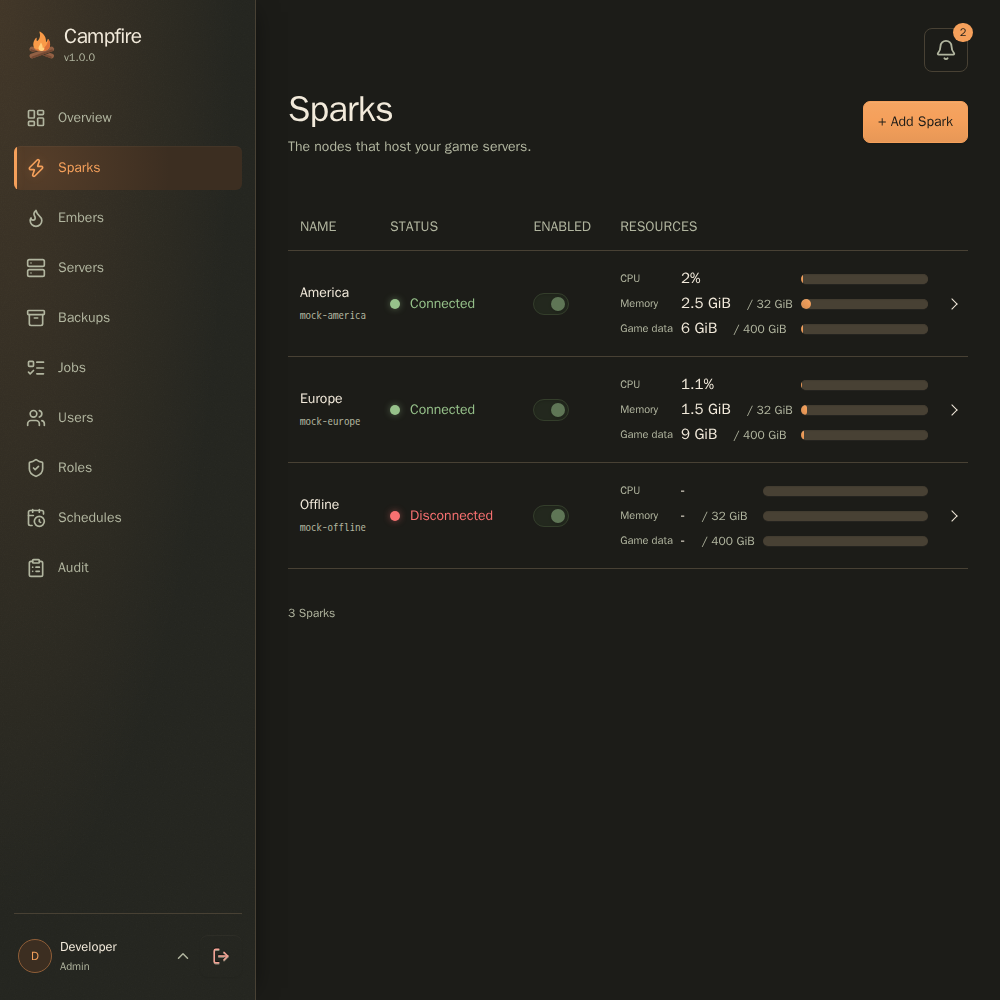 Campfire
v1.0.0
2
Overview
Sparks
Embers
Servers
Backups
Jobs
Users
Roles
Schedules
Audit
D
Developer
Admin
Sparks
The nodes that host your game servers.
+ Add Spark
NAME STATUS ENABLED RESOURCES
America
mock-america
Connected
CPU 2%
Memory 2.5 GiB / 32 GiB
Game data 6 GiB / 400 GiB
Europe
mock-europe
Connected
CPU 1.1%
Memory 1.5 GiB / 32 GiB
Game data 9 GiB / 400 GiB
Offline
mock-offline
Disconnected
CPU -
Memory - / 32 GiB
Game data - / 400 GiB
3 Sparks